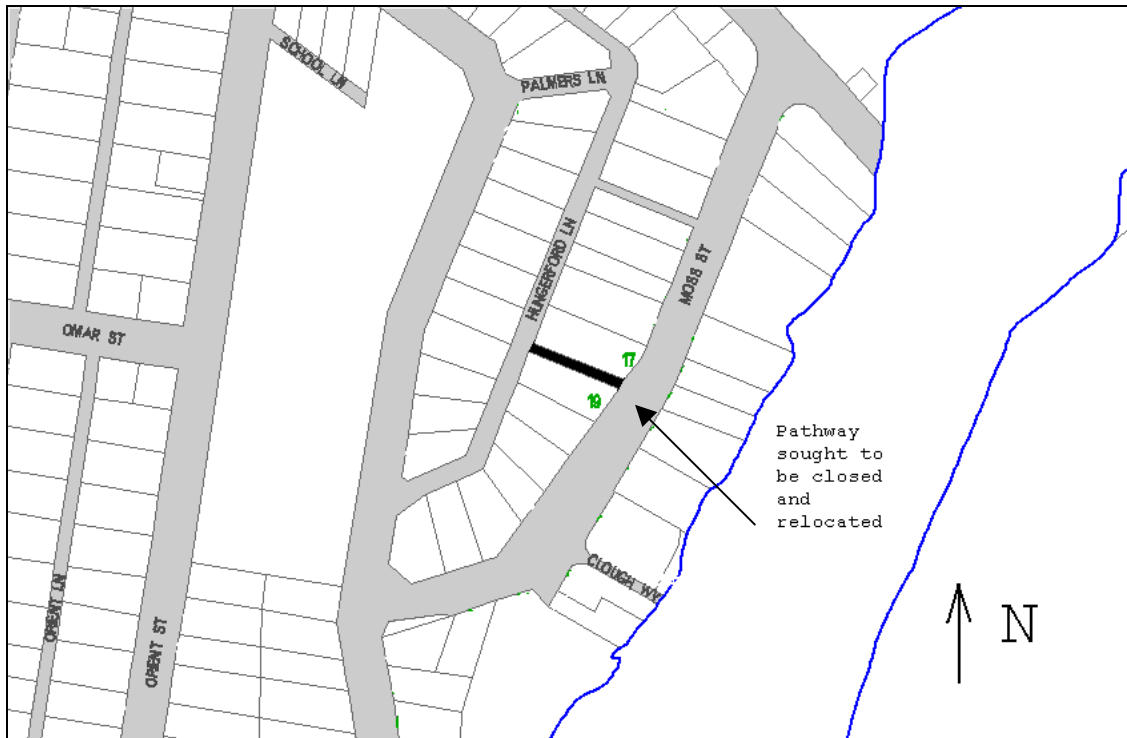 SCHOOL LN
PALMERS LN
HUNGERFORD LN
MOSS ST
OMAR ST
17
19
Pathway
sought to
be closed
and
relocated
CLOUGH WY
ORIENT LN
ORIENT ST
N